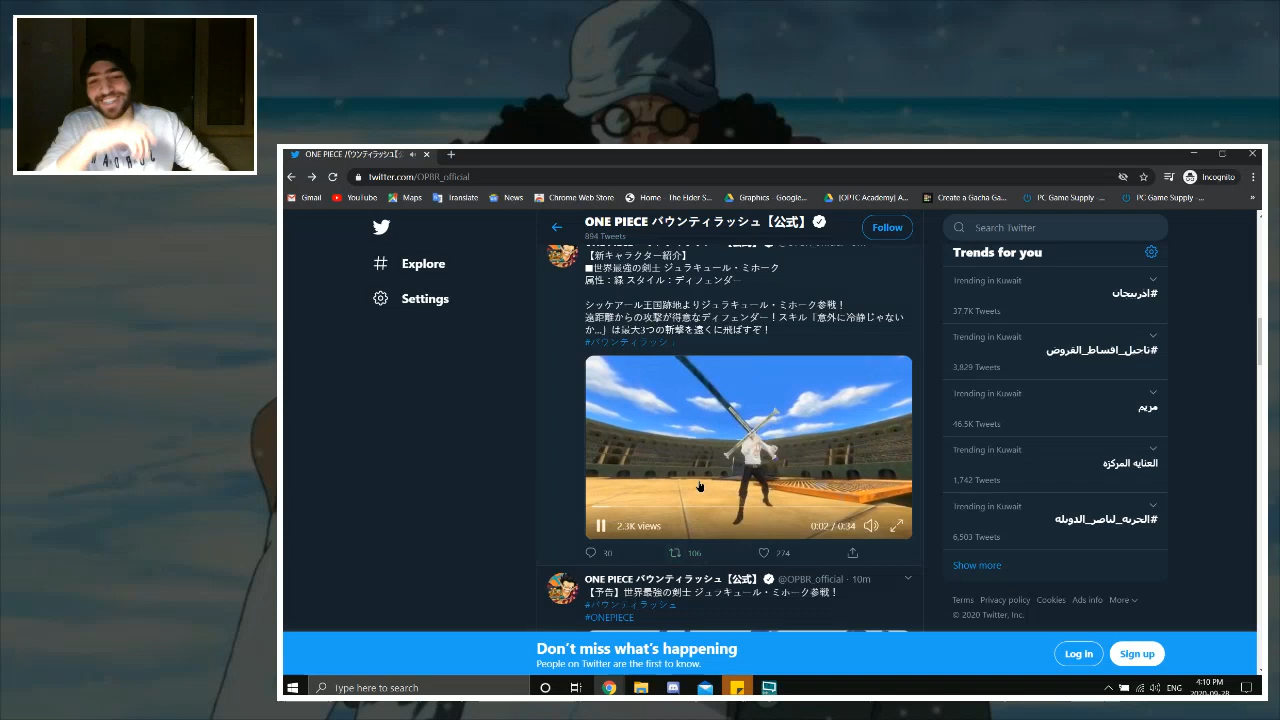 ONE PIECE バウンティラッシュ【
twitter.com/OPBR_official
Incognito
Gmail
YouTube
Maps
Translate
News
Chrome Web Store
Home The Elder S...
Graphics - Google...
[OPTC Academy] A...
Create a Gacha Ga...
PC Game Supply -...
PC Game Supply -...
»
ONE PIECE バウンティラッシュ【公式】
894 Tweets
Follow
Explore
Settings
【新キャラクター紹介】
■世界最強の剣士 ジュラキュール・ミホーク
属性：緑 スタイル：ディフェンダー
シッケアール王国跡地よりジュラキュール・ミホーク参戦！
遠距離からの攻撃が得意なディフェンダー！スキル「意外に冷静じゃない
か...」は最大3つの斬撃を遠くに飛ばすぞ！
#バウンティラッシュ
2.3K views
0:02 / 0:34
30
106
274
ONE PIECE バウンティラッシュ【公式】 @OPBR_official · 10m
【予告】世界最強の剣士 ジュラキュール・ミホーク参戦！
#バウンティラッシュ
#ONEPIECE
Search Twitter
Trends for you
Trending in Kuwait
#اذربيجان
37.7K Tweets
Trending in Kuwait
#تاجيل_اقساط_القروض
3,829 Tweets
Trending in Kuwait
مريم
46.5K Tweets
Trending in Kuwait
العنايه المركزه
1,742 Tweets
Trending in Kuwait
#الحريه_لناصر_الدويله
6,503 Tweets
Show more
Terms Privacy policy Cookies Ads info More
© 2020 Twitter, Inc.
Don't miss what's happening
People on Twitter are the first to know.
Log in
Sign up
Type here to search
ENG
4:10 PM
2020-09-28